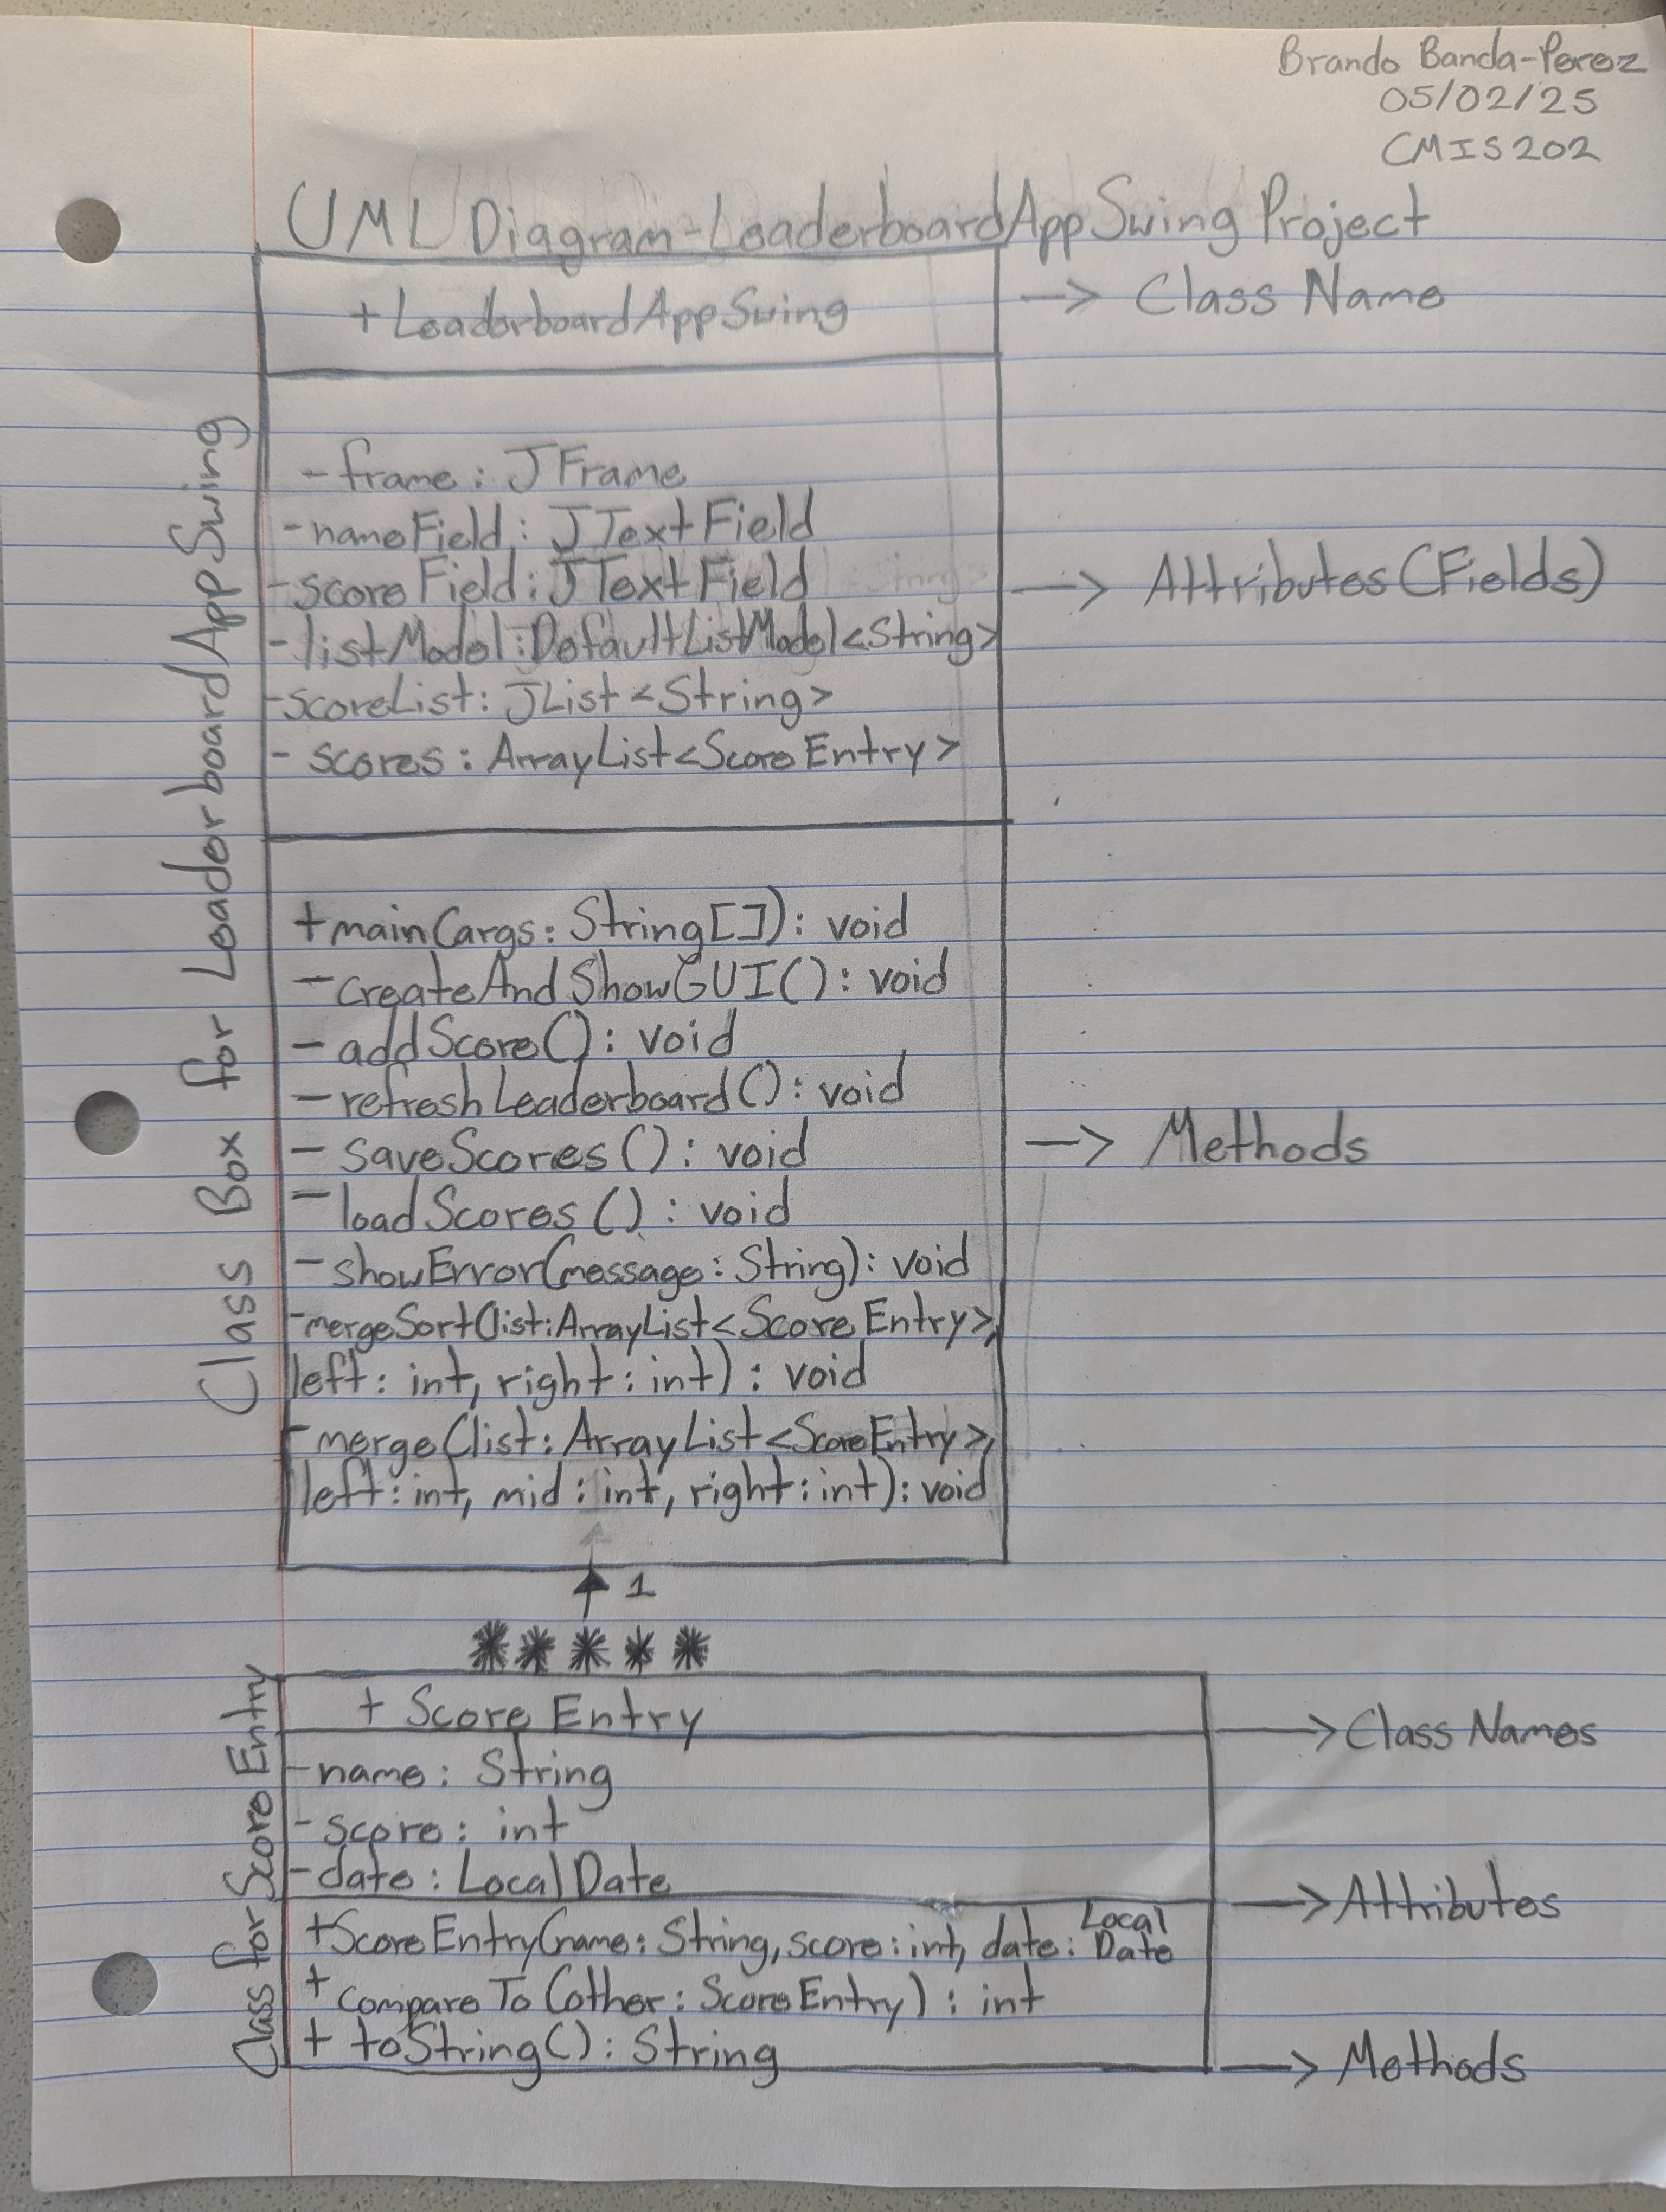 Brando Banda-Perez
05/02/25
CMIS202
UML Diagram-LeaderboardAppSwing Project
+LeaderboardAppSwing
-> Class Name
Class Box for LeaderboardAppSwing
-frame: JFrame
-nameField: JTextField
-scoreField: JTextField
-> Attributes(Fields)
-listModel:DefaultListModel<String>
-scoreList: JList<String>
- scores: ArrayList<ScoreEntry>
+main(args: String[]): void
-createAndShowGUI(): void
- addScore(): void
- refreshLeaderboard(): void
- saveScores(): void
-> Methods
- loadScores(): void
- showError(message: String): void
-mergeSort(list:ArrayList<ScoreEntry>,
left: int, right: int): void
-merge(list: ArrayList<ScoreEntry>,
left: int, mid: int, right: int): void
1
*****
Class for ScoreEntry
+ ScoreEntry
->Class Names
-name: String
- score: int
-date: LocalDate
->Attributes
+ScoreEntry(name: String, score: int, date: Local Date
+ compareTo(other: ScoreEntry): int
+ toString(): String
-> Methods